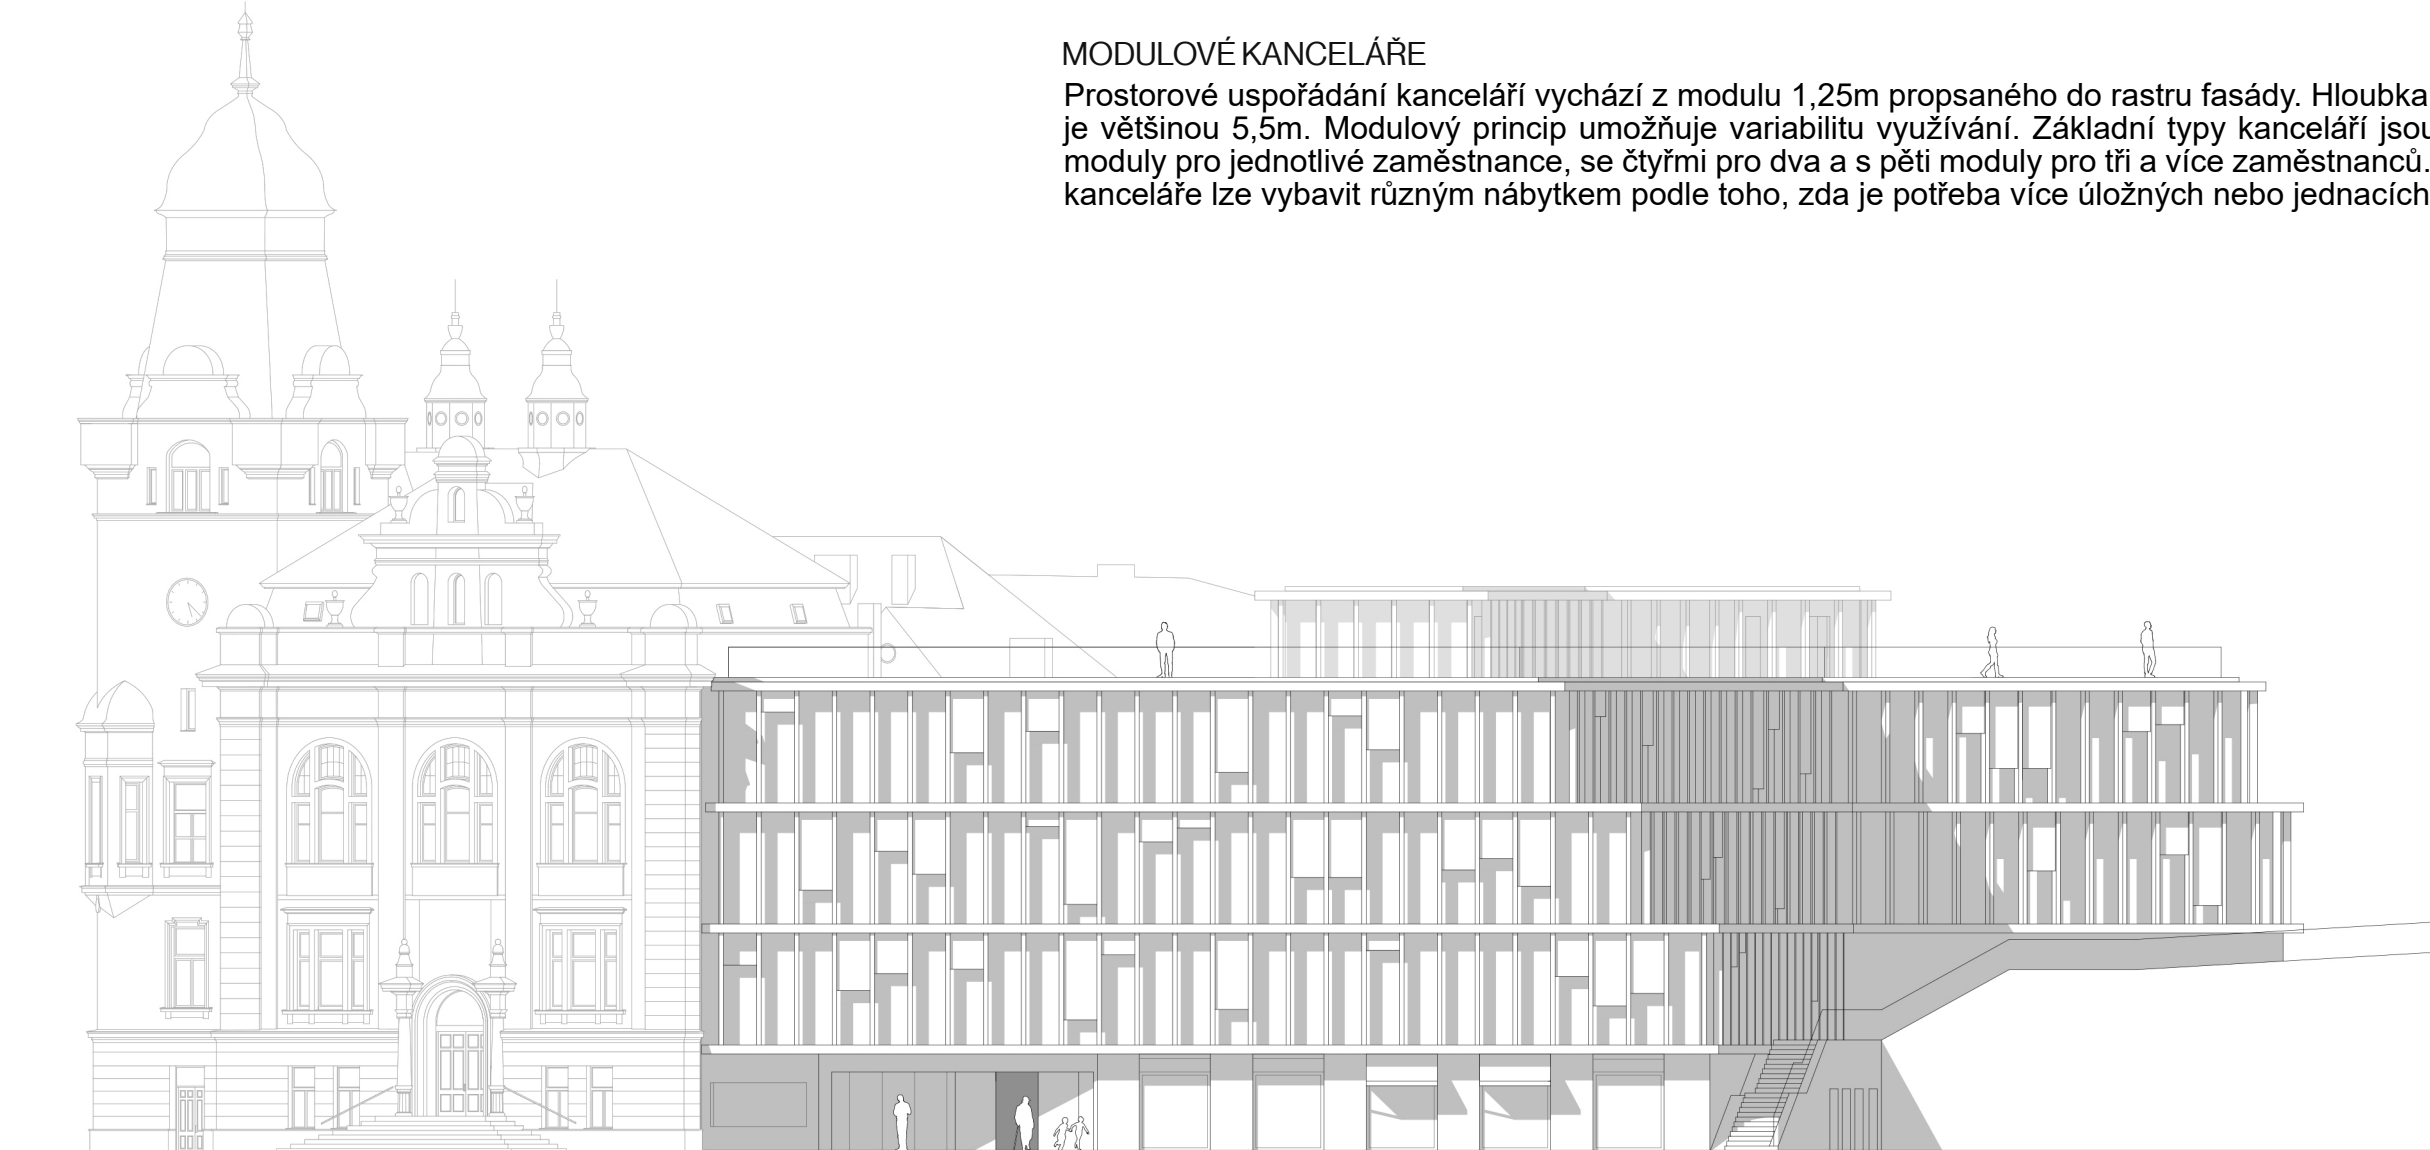 MODULOVÉ KANCELÁŘE
Prostorové uspořádání kanceláří vychází z modulu 1,25m propsaného do rastru fasády. Hloubka
je většinou 5,5m. Modulový princip umožňuje variabilitu využívání. Základní typy kanceláří jsou
moduly pro jednotlivé zaměstnance, se čtyřmi pro dva a s pěti moduly pro tři a více zaměstnanců.
kanceláře lze vybavit různým nábytkem podle toho, zda je potřeba více úložných nebo jednacích